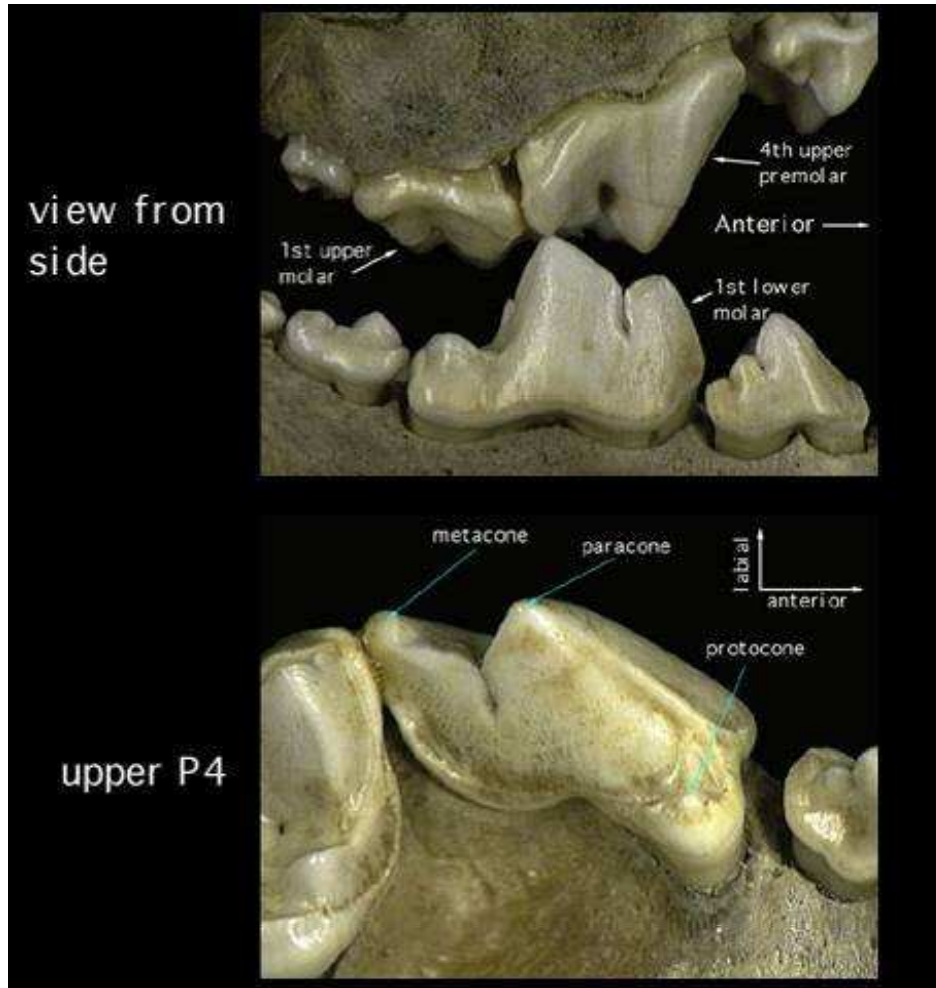 view from
side
4th upper
premolar
Anterior
1st upper
molar
1st lower
molar
metacone
paracone
labial
anterior
protocone
upper P4